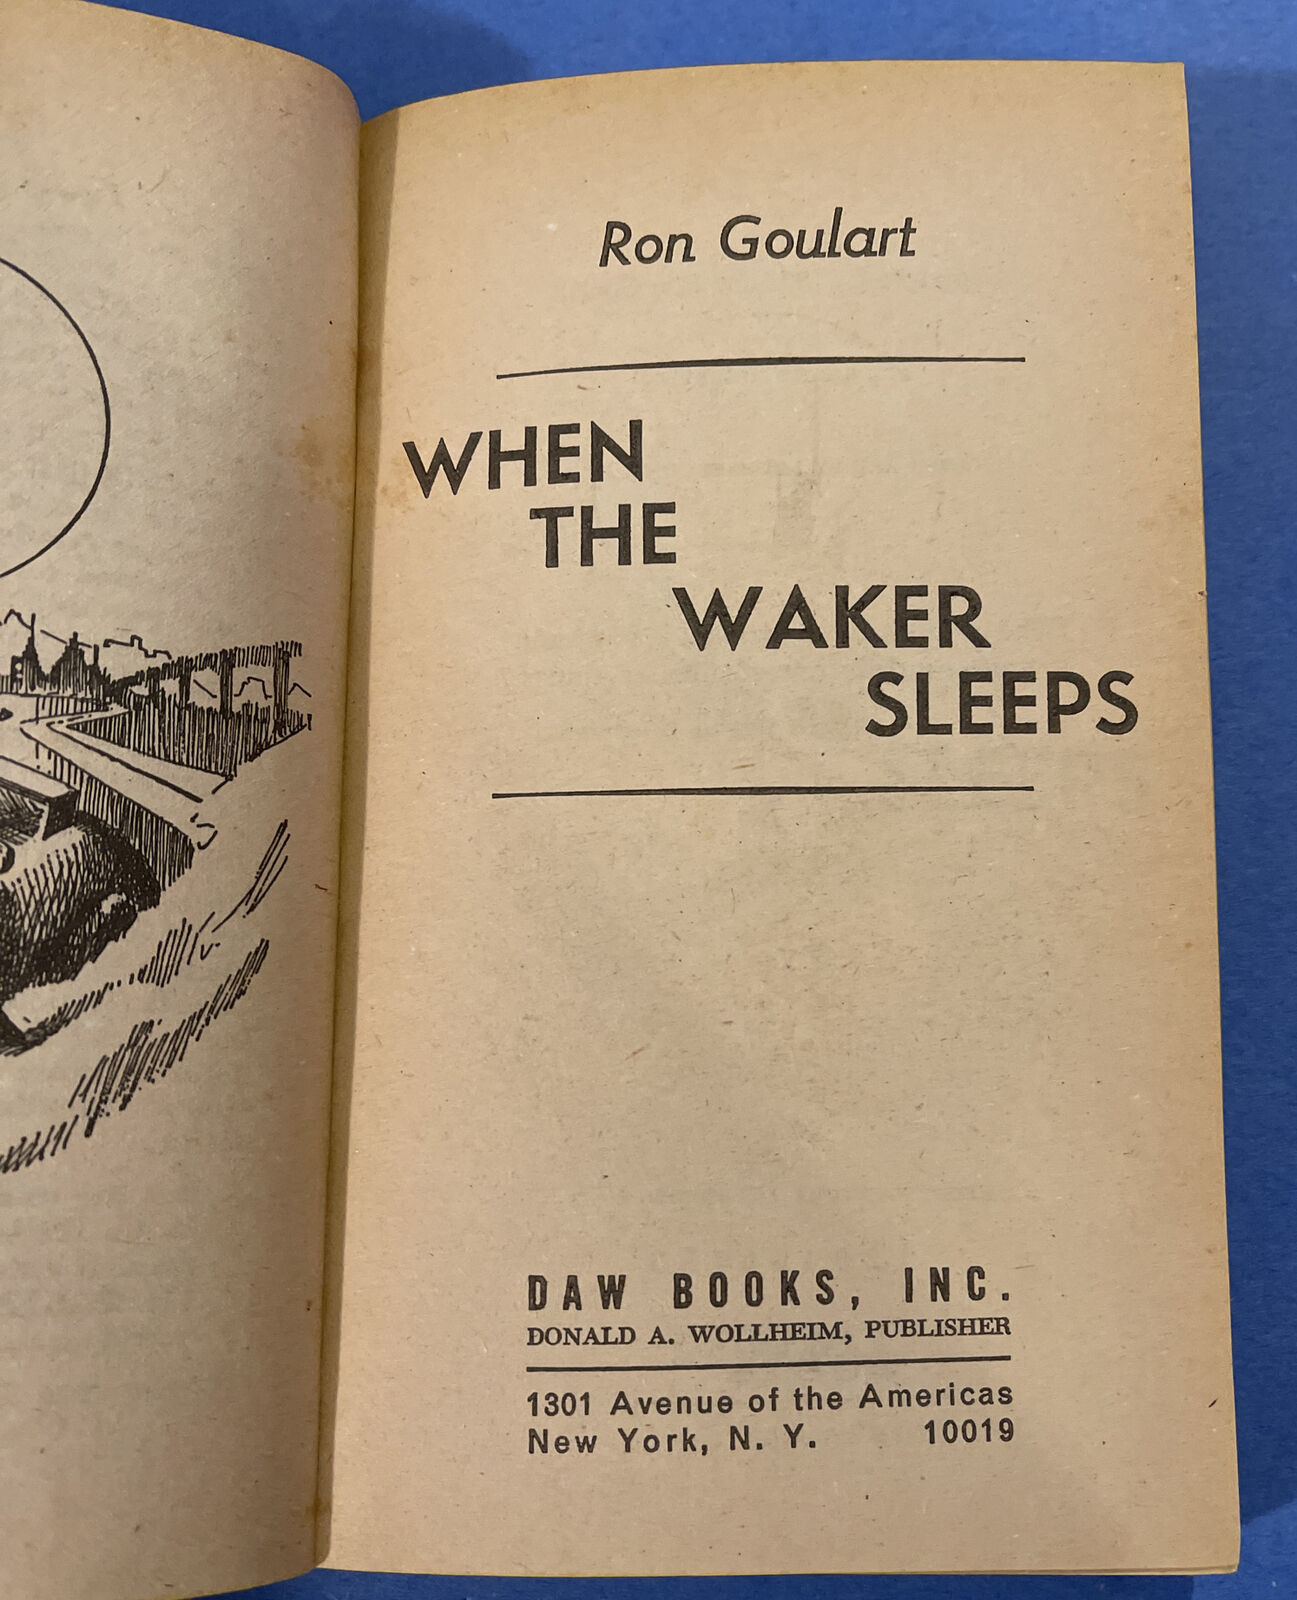 Ron Goulart
WHEN
THE
WAKER
SLEEPS
DAW BOOKS, INC.
DONALD A. WOLLHEIM, PUBLISHER
1301 Avenue of the Americas
New York, N. Y. 10019